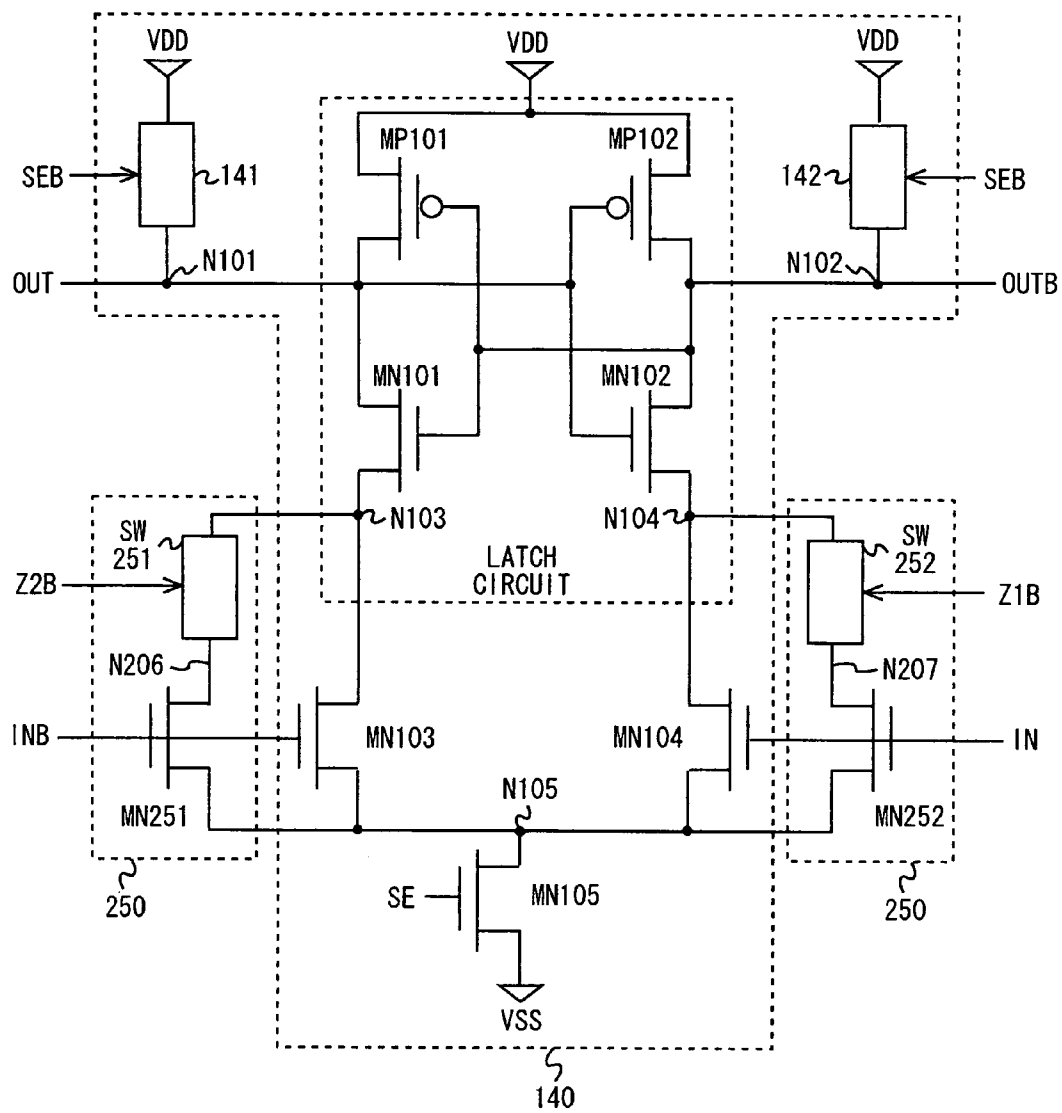 VDD
VDD
VDD
MP101
MP102
SEB
141
142
SEB
OUT
N101
N102
OUTB
MN101
MN102
SW
251
N103
N104
SW
252
LATCH
CIRCUIT
Z2B
Z1B
N206
N207
INB
MN103
MN104
IN
MN251
N105
MN252
SE
MN105
250
250
VSS
140